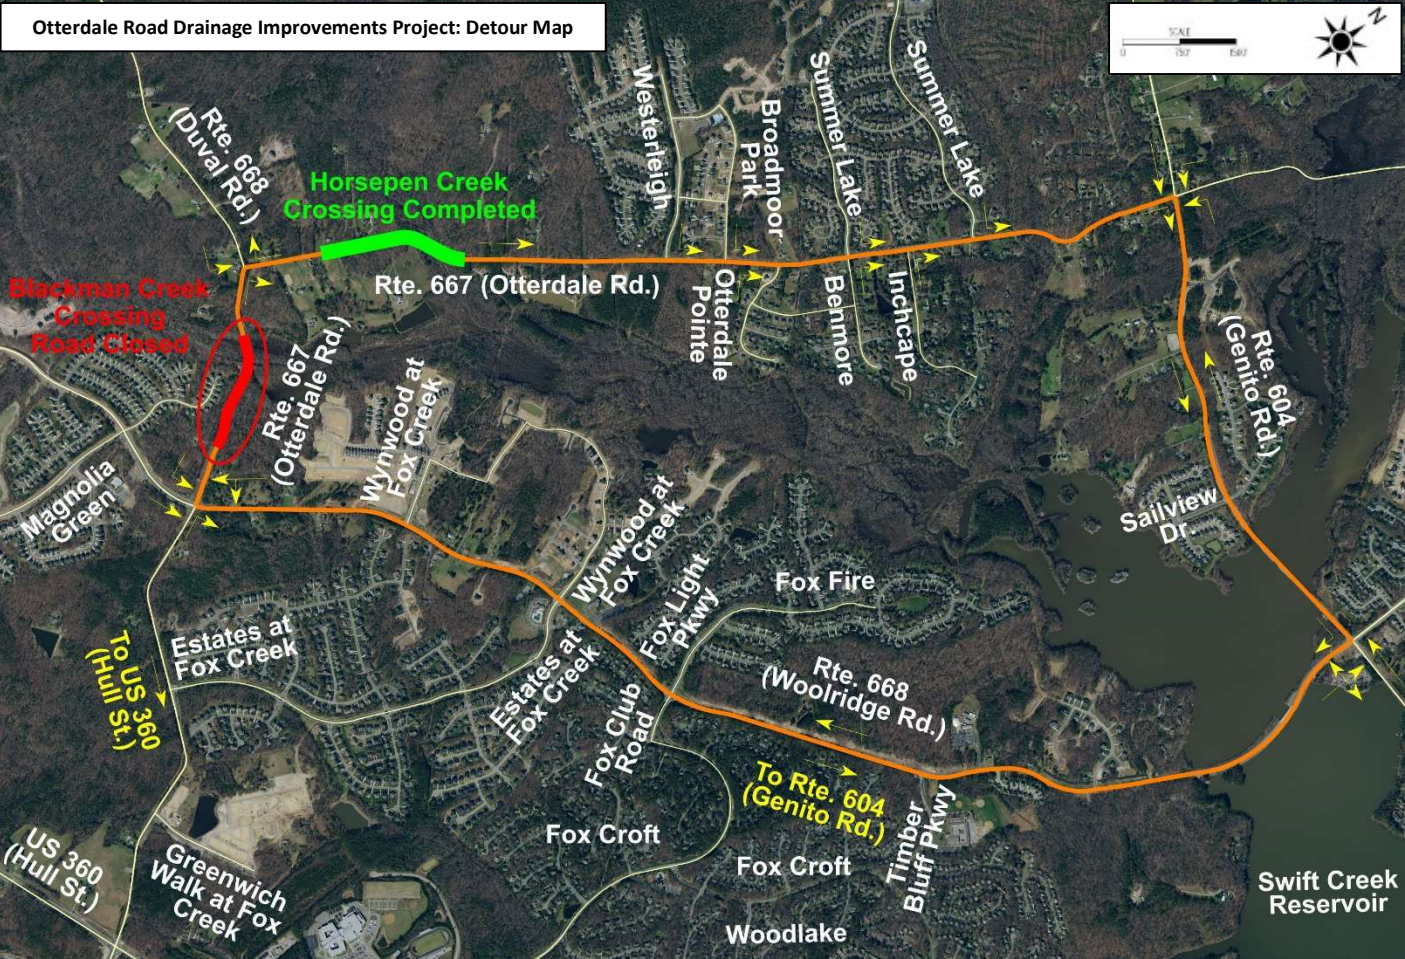 Otterdale Road Drainage Improvements Project: Detour Map
SCALE
0
750'
1500'
N
Rte. 668
(Duval Rd.)
Horsepen Creek
Crossing Completed
Westerleigh
Broadmoor
Park
Summer Lake
Summer Lake
Blackman Creek
Crossing
Road Closed
Rte. 667 (Otterdale Rd.)
Otterdale
Pointe
Benmore
Inchcape
Rte. 667
(Otterdale Rd.)
Rte. 604
(Genito Rd.)
Wynwood at
Fox Creek
Magnolia
Green
Sailview
Dr
Wynwood at
Fox Creek
Fox Light
Pkwy
Fox Fire
To US 360
(Hull St.)
Estates at
Fox Creek
Estates at
Fox Creek
Fox Club
Road
Rte. 668
(Woolridge Rd.)
To Rte. 604
(Genito Rd.)
Timber
Bluff Pkwy
Fox Croft
Fox Croft
US 360
(Hull St.)
Greenwich
Walk at Fox
Creek
Woodlake
Swift Creek
Reservoir